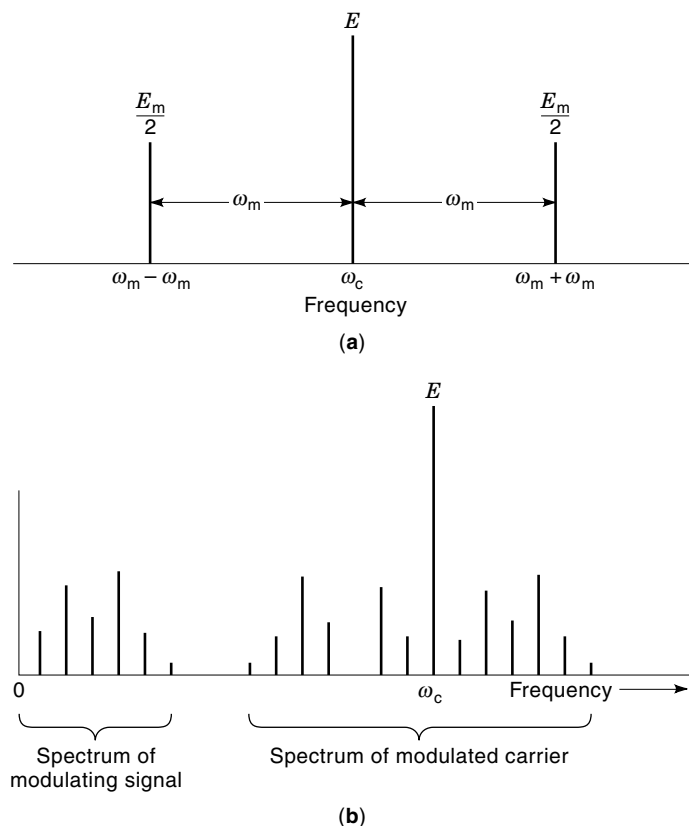 E
E_m/2 E_m/2
ω_m ω_m
ω_m − ω_m ω_c ω_m + ω_m
Frequency
(a)
E
0 ω_c Frequency
Spectrum of Spectrum of modulated carrier
modulating signal
(b)